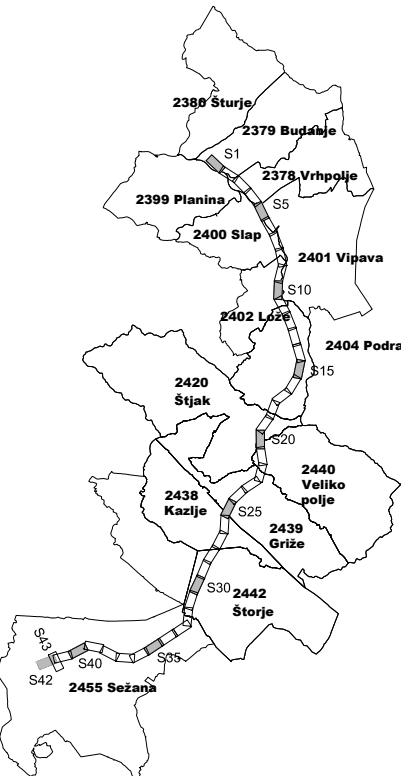 2386 Šturje
2379 Budanje
S1
2378 Vrhpolje
2399 Planina
S5
2400 Slap
2401 Vipava
S10
2402 Lože
2404 Podra
S15
2420
Štjak
S20
2440
Veliko
polje
2438
Kazlje
S25
2439
Griže
S30
2442
Štorje
S43
S35
S40
S42
2455 Sežana